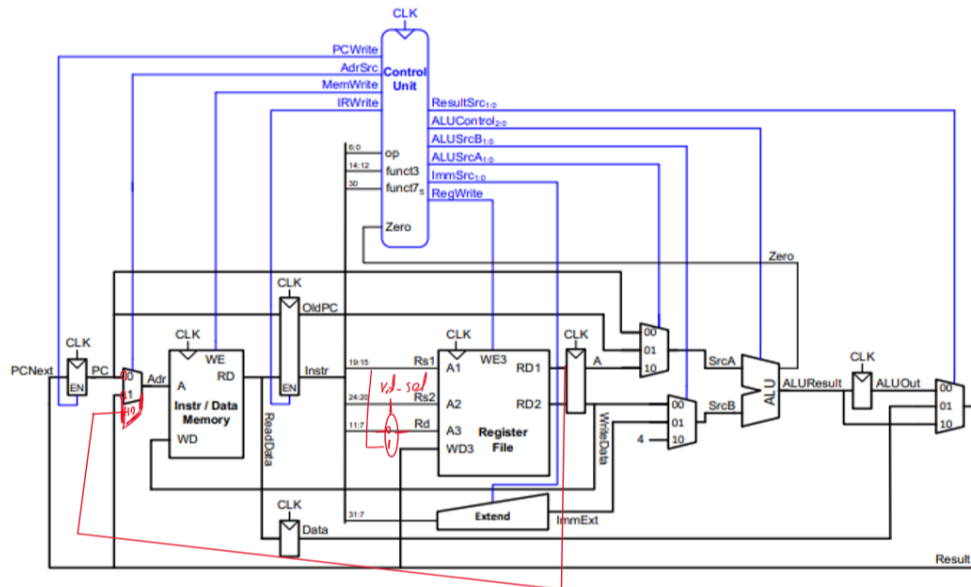 CLK
PCWrite
AdrSrc
MemWrite
IRWrite
Control
Unit
ResultSrc1:0
ALUControl2:0
ALUSrcB1:0
ALUSrcA1:0
ImmSrc1:0
RegWrite
6:0
op
14:12
funct3
30
funct75
Zero
Zero
CLK
OldPC
CLK
CLK
CLK
CLK
CLK
PCNext
PC
EN
Adr
WE
RD
A
Instr / Data
Memory
WD
EN
Instr
ReadData
19:15
Rs1
A1
WE3
RD1
A
24:20
Rs2
A2
RD2
11:7
Rd
A3
Register
File
WD3
rd_sel
0
1
00
01
10
SrcA
00
01
10
SrcB
4
WriteData
ALU
ALUResult
ALUOut
00
01
10
31:7
Extend
ImmExt
CLK
Data
Result